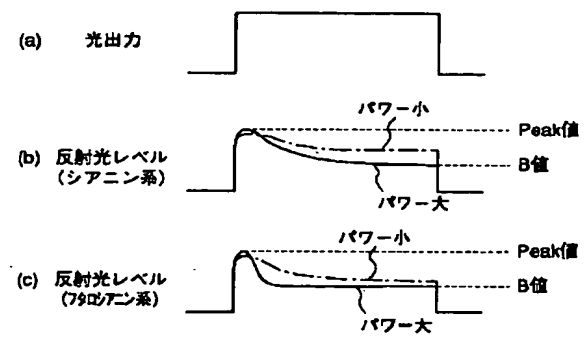 (a) 光出力
パワー小
Peak値
(b) 反射光レベル
(シアニン系)
B値
パワー大
パワー小
Peak値
(c) 反射光レベル
(フタロシアニン系)
B値
パワー大